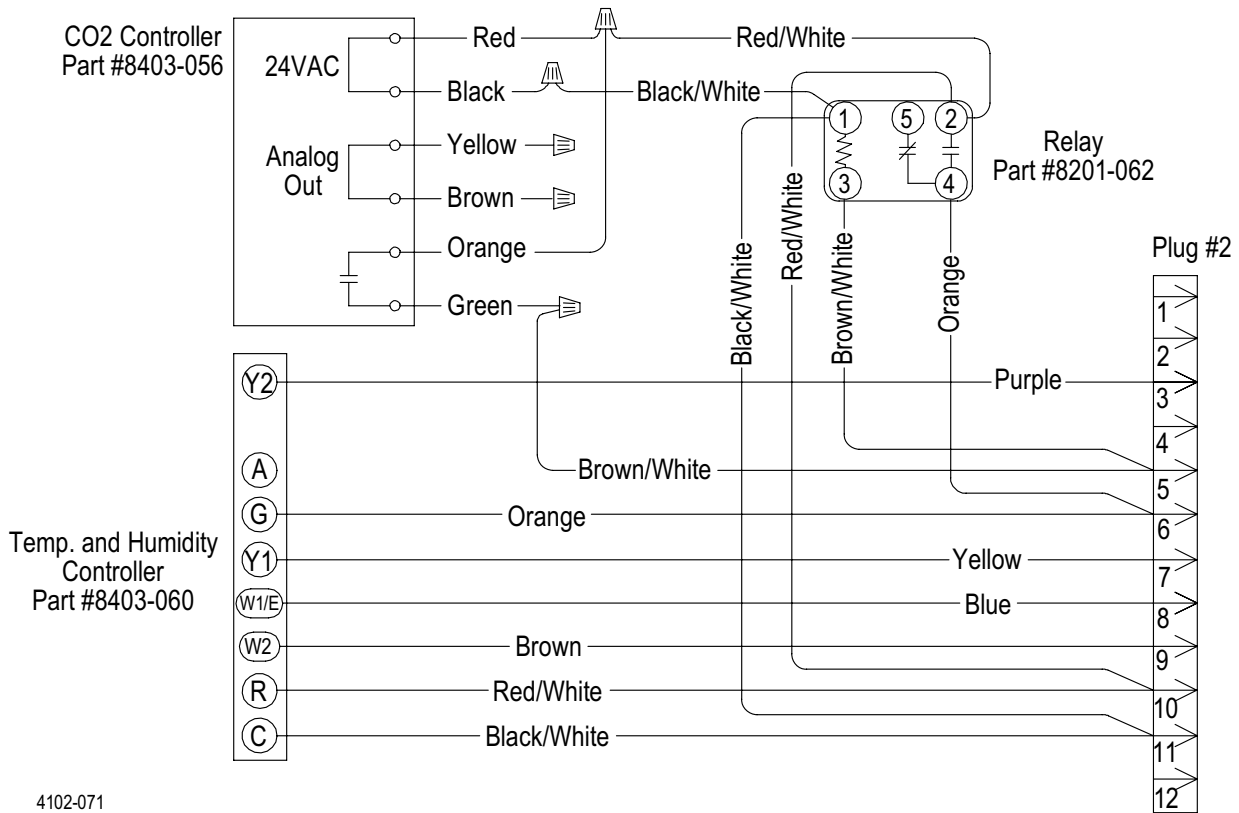 CO2 Controller
Part #8403-056
24VAC
Red
Red/White
Black
Black/White
Analog
Out
Yellow
Brown
Orange
Green
1
5
2
3
4
Relay
Part #8201-062
Black/White
Red/White
Brown/White
Orange
Plug #2
1
2
3
4
5
6
7
8
9
10
11
12
Y2
Purple
A
Brown/White
G
Orange
Temp. and Humidity
Controller
Part #8403-060
Y1
Yellow
W1/E
Blue
W2
Brown
R
Red/White
C
Black/White
4102-071